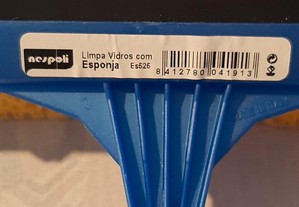 nespoli
Limpa Vidros com
Esponja Es526
8 412780 041913